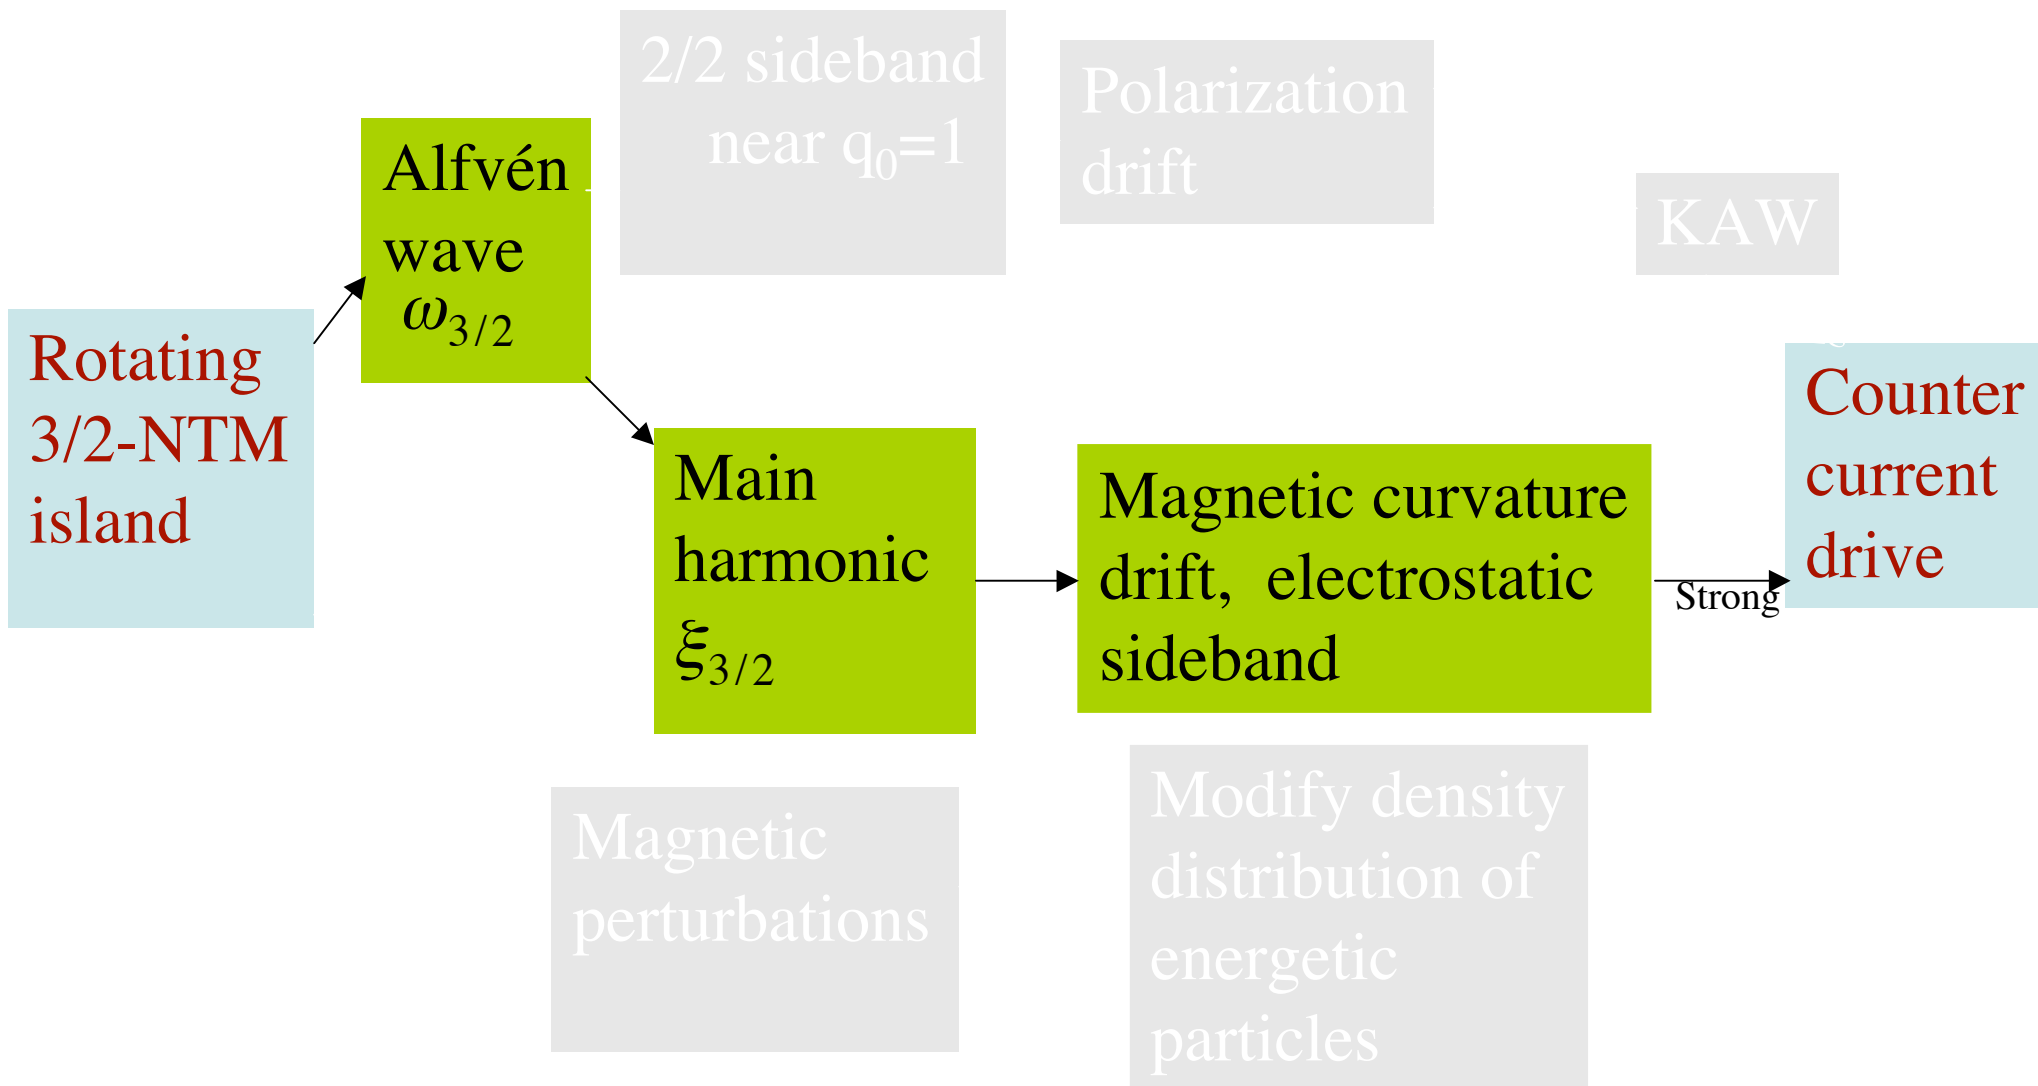 2/2 sideband
near q₀=1
Polarization
drift
Alfvén
wave
ω₃/₂
KAW
Rotating
3/2-NTM
island
Counter
current
drive
Main
harmonic
ξ₃/₂
Magnetic curvature
drift, electrostatic
sideband
Strong
Magnetic
perturbations
Modify density
distribution of
energetic
particles